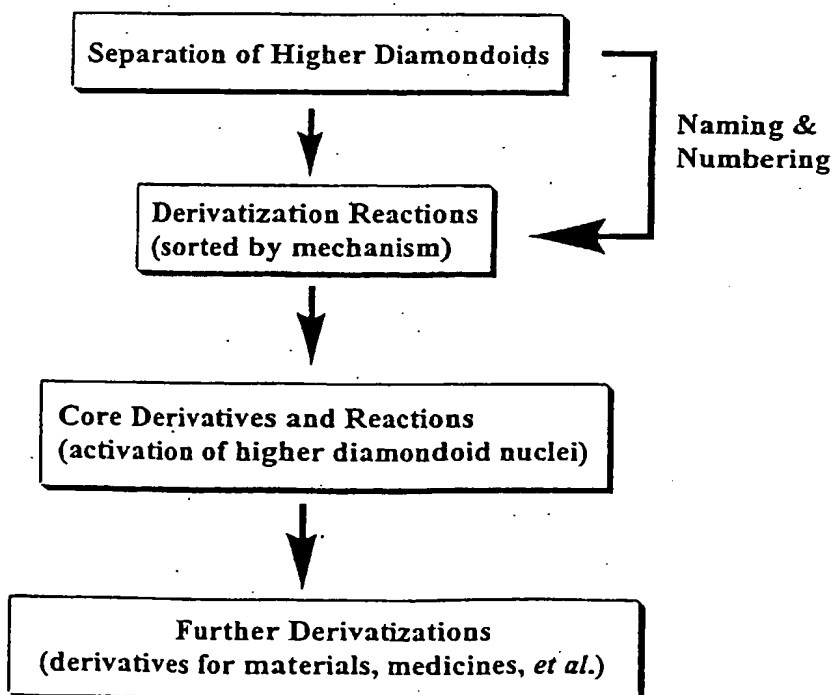 Separation of Higher Diamondoids
Naming &
Numbering
Derivatization Reactions
(sorted by mechanism)
Core Derivatives and Reactions
(activation of higher diamondoid nuclei)
Further Derivatizations
(derivatives for materials, medicines, et al.)